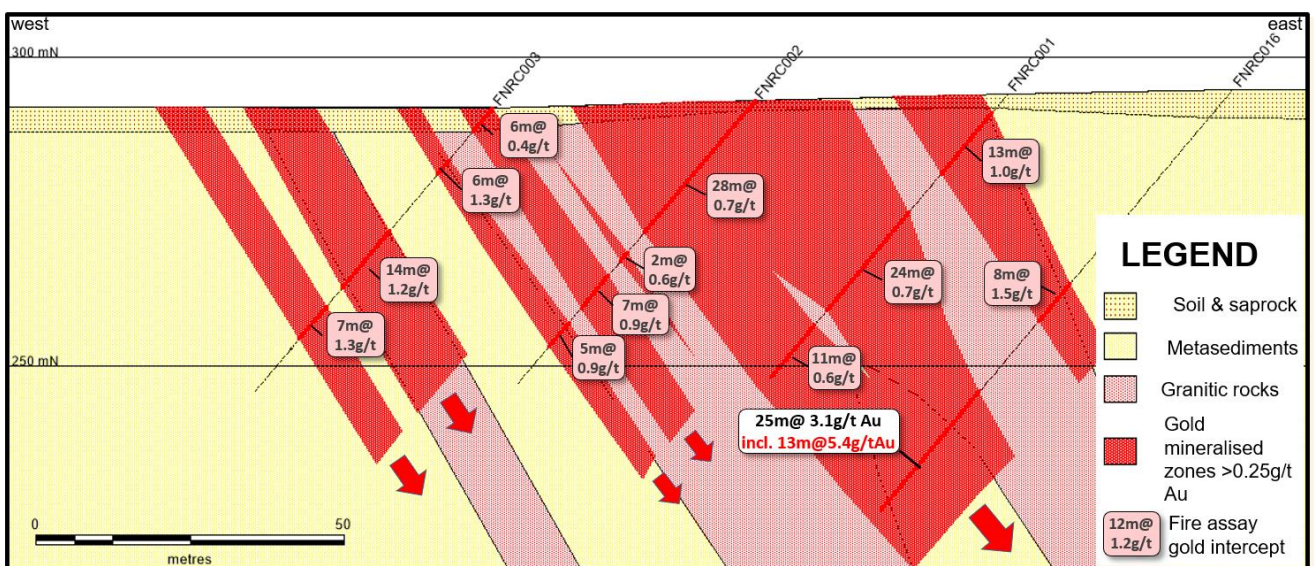 west
east
300 mN
FNRC003
FNRC002
FNRC001
FNRC016
6m@
0.4g/t
6m@
1.3g/t
14m@
1.2g/t
7m@
1.3g/t
28m@
0.7g/t
2m@
0.6g/t
7m@
0.9g/t
5m@
0.9g/t
13m@
1.0g/t
24m@
0.7g/t
8m@
1.5g/t
11m@
0.6g/t
250 mN
25m@ 3.1g/t Au
incl. 13m@5.4g/tAu
LEGEND
Soil & saprock
Metasediments
Granitic rocks
Gold
mineralised
zones >0.25g/t
Au
12m@
1.2g/t
Fire assay
gold intercept
0
50
metres